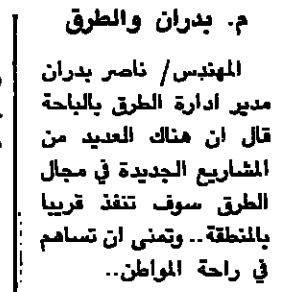 م. بدران والطرق
المهندس/ ناصر بدران
مدير ادارة الطرق بالباحة
قال ان هناك العديد من
المشاريع الجديدة في مجال
الطرق سوف تنفذ قريبا
بالمنطقة.. وتمنى ان تساهم
في راحة المواطن..